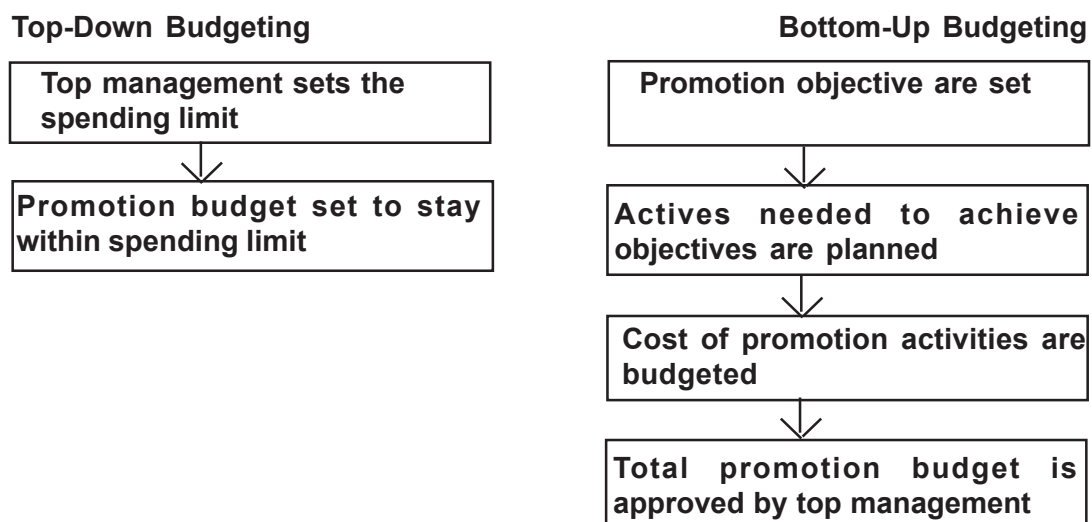 Top-Down Budgeting
Top management sets the
spending limit
Promotion budget set to stay
within spending limit
Bottom-Up Budgeting
Promotion objective are set
Actives needed to achieve
objectives are planned
Cost of promotion activities are
budgeted
Total promotion budget is
approved by top management